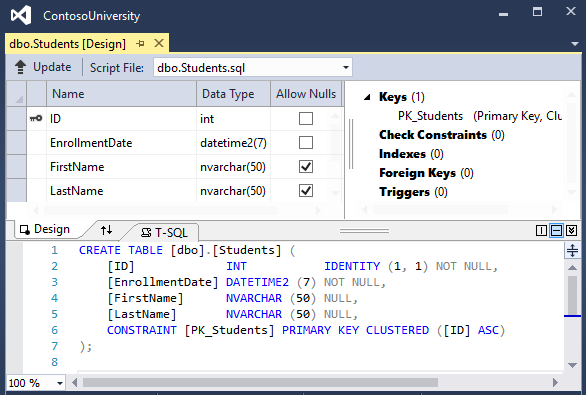 ContosoUniversity
dbo.Students [Design]
Update Script File: dbo.Students.sql
Name Data Type Allow Nulls
ID int
EnrollmentDate datetime2(7)
FirstName nvarchar(50)
LastName nvarchar(50)
Keys (1)
PK_Students (Primary Key, Clu
Check Constraints (0)
Indexes (0)
Foreign Keys (0)
Triggers (0)
Design T-SQL
1 CREATE TABLE [dbo].[Students] (
2 [ID] INT IDENTITY (1, 1) NOT NULL,
3 [EnrollmentDate] DATETIME2 (7) NOT NULL,
4 [FirstName] NVARCHAR (50) NULL,
5 [LastName] NVARCHAR (50) NULL,
6 CONSTRAINT [PK_Students] PRIMARY KEY CLUSTERED ([ID] ASC)
7 );
8
100 %